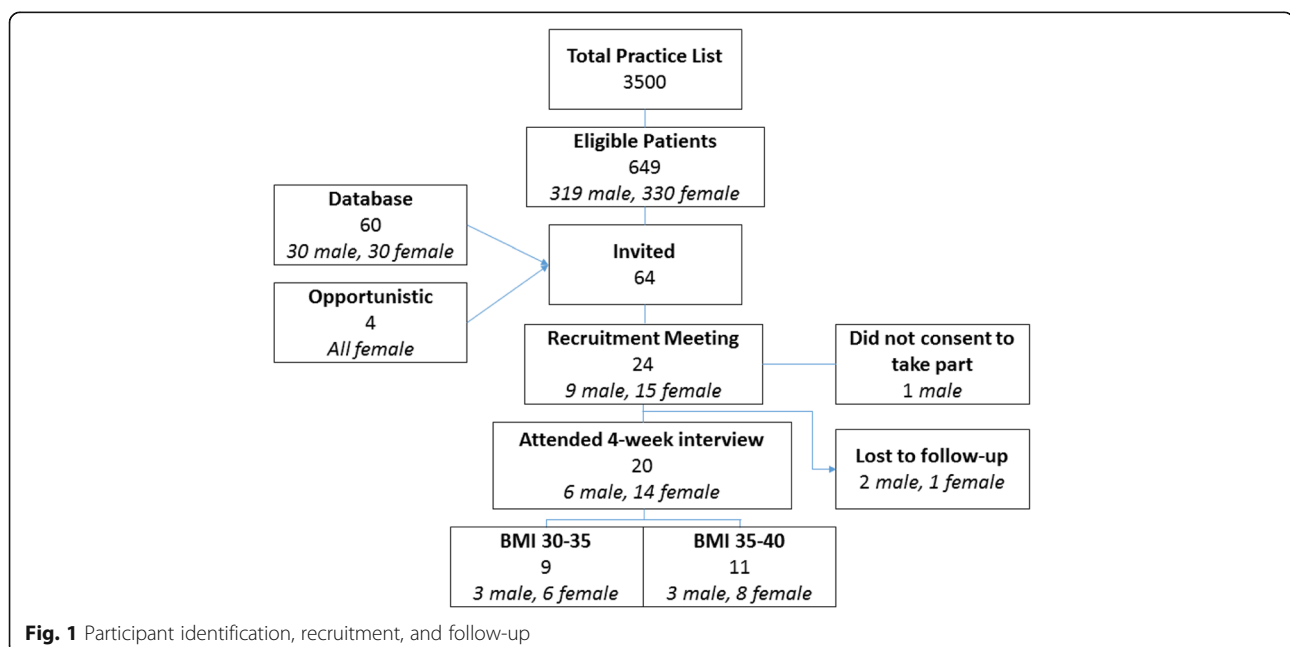 Total Practice List
3500
Eligible Patients
649
319 male, 330 female
Database
60
30 male, 30 female
Invited
64
Opportunistic
4
All female
Recruitment Meeting
24
9 male, 15 female
Did not consent to
take part
1 male
Attended 4-week interview
20
6 male, 14 female
Lost to follow-up
2 male, 1 female
BMI 30-35
9
3 male, 6 female
BMI 35-40
11
3 male, 8 female
Fig. 1 Participant identification, recruitment, and follow-up